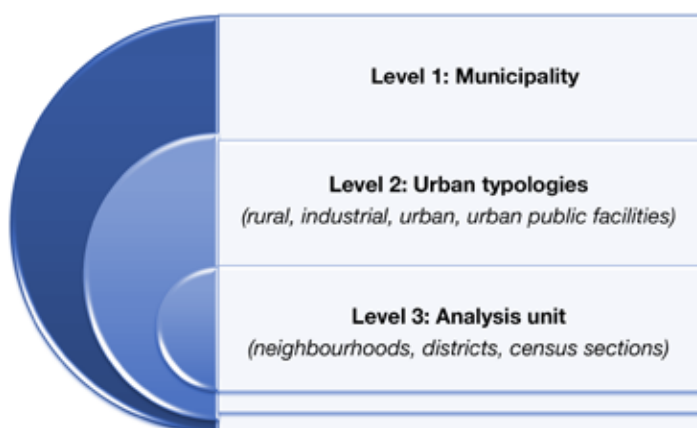 Level 1: Municipality
Level 2: Urban typologies
(rural, industrial, urban, urban public facilities)
Level 3: Analysis unit
(neighbourhoods, districts, census sections)